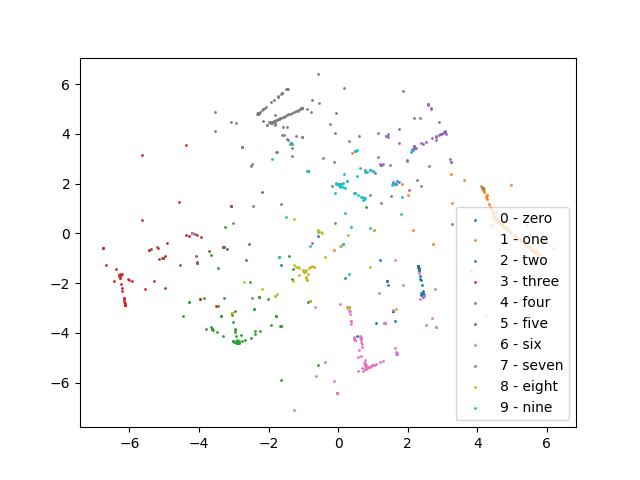 6
4
2
0
−2
−4
−6
−6
−4
−2
0
2
4
6
0 - zero
1 - one
2 - two
3 - three
4 - four
5 - five
6 - six
7 - seven
8 - eight
9 - nine